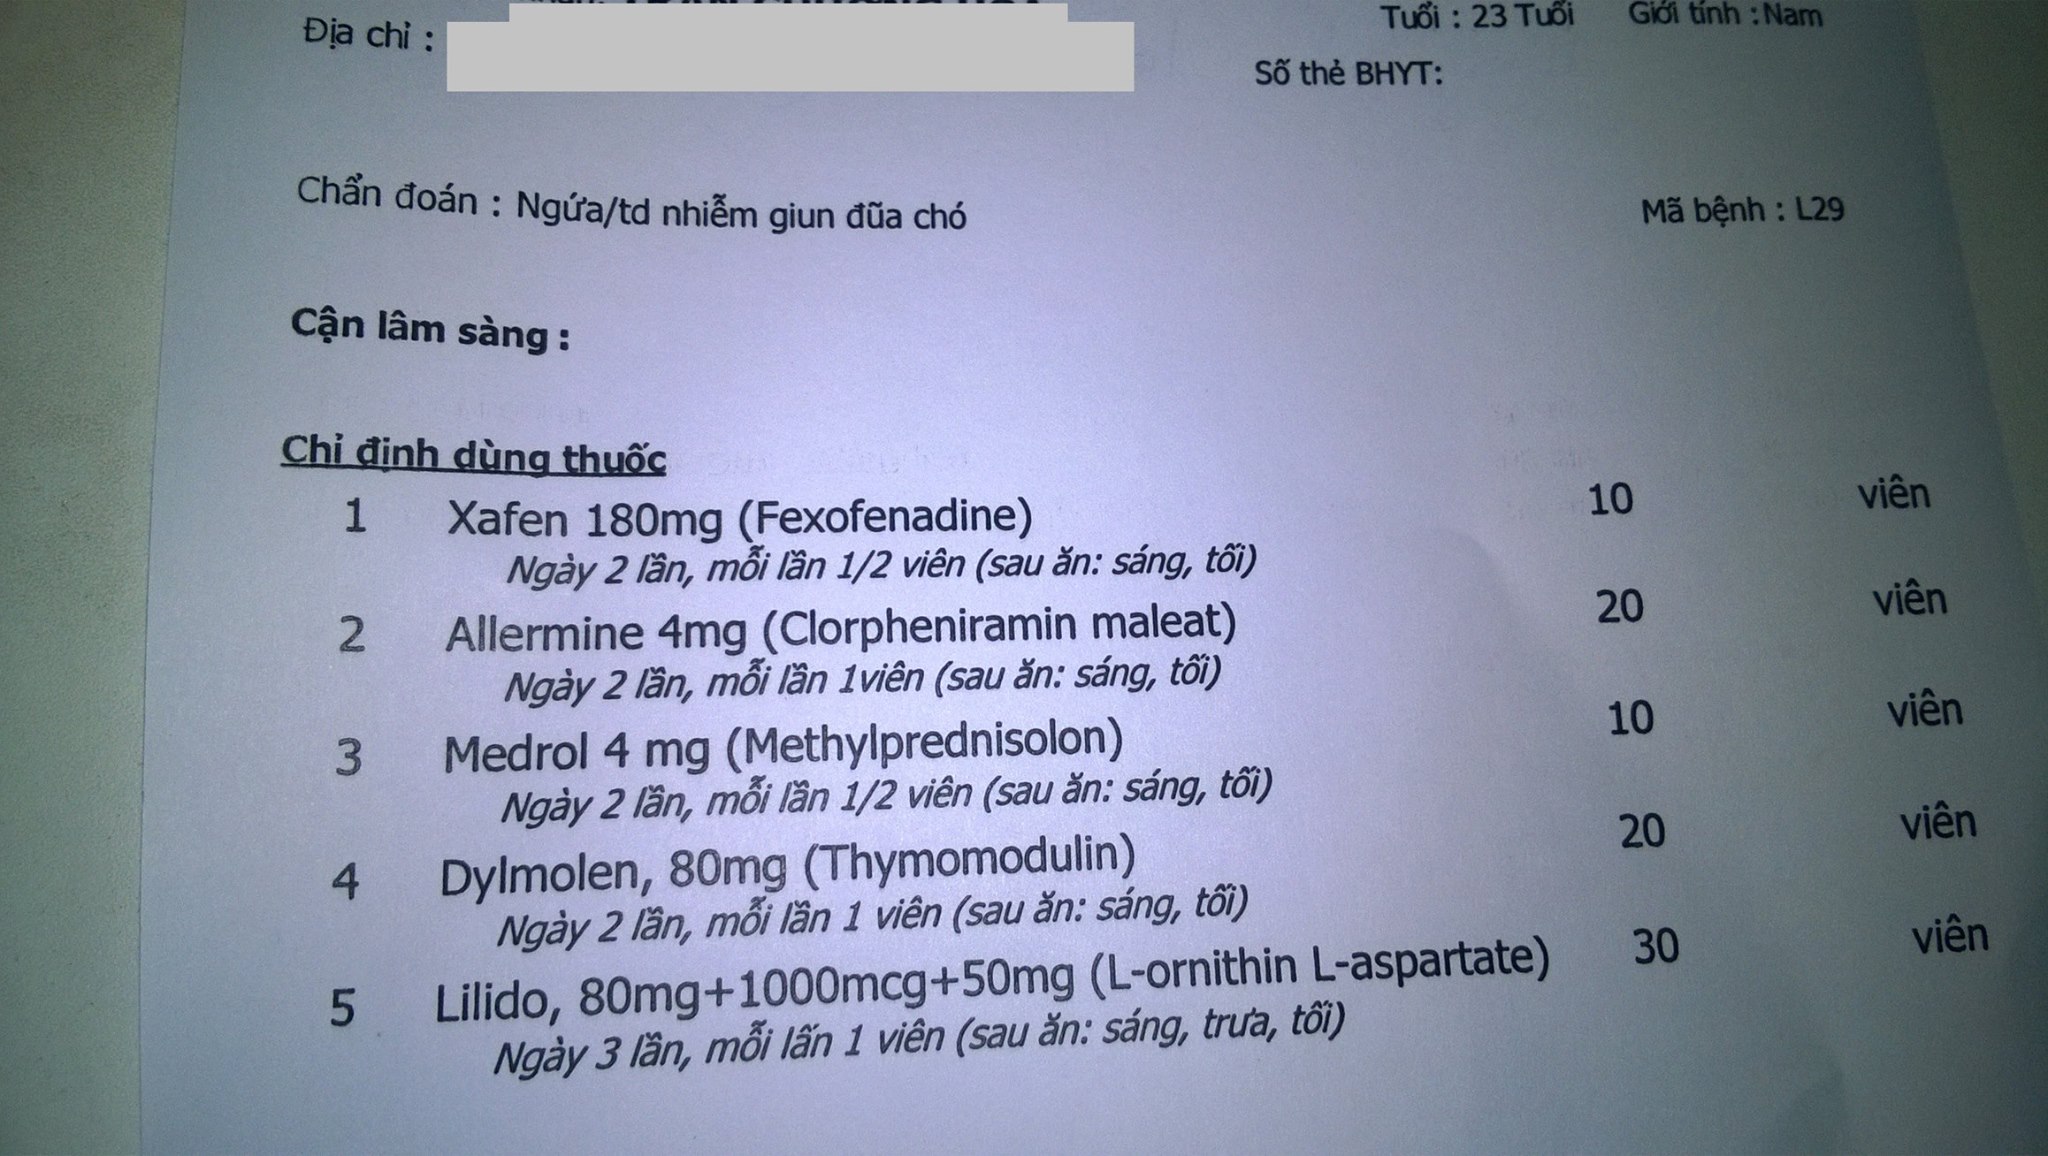 Tuổi : 23 Tuổi Giới tính :Nam
Địa chỉ :
Số thẻ BHYT:
Chẩn đoán : Ngứa/td nhiễm giun đũa chó Mã bệnh : L29
Cận lâm sàng :
Chỉ định dùng thuốc
1 Xafen 180mg (Fexofenadine) 10 viên
Ngày 2 lần, mỗi lần 1/2 viên (sau ăn: sáng, tối)
2 Allermine 4mg (Clorpheniramin maleat) 20 viên
Ngày 2 lần, mỗi lần 1viên (sau ăn: sáng, tối)
3 Medrol 4 mg (Methylprednisolon) 10 viên
Ngày 2 lần, mỗi lần 1/2 viên (sau ăn: sáng, tối)
4 Dylmolen, 80mg (Thymomodulin) 20 viên
Ngày 2 lần, mỗi lần 1 viên (sau ăn: sáng, tối)
5 Lilido, 80mg+1000mcg+50mg (L-ornithin L-aspartate) 30 viên
Ngày 3 lần, mỗi lấn 1 viên (sau ăn: sáng, trưa, tối)